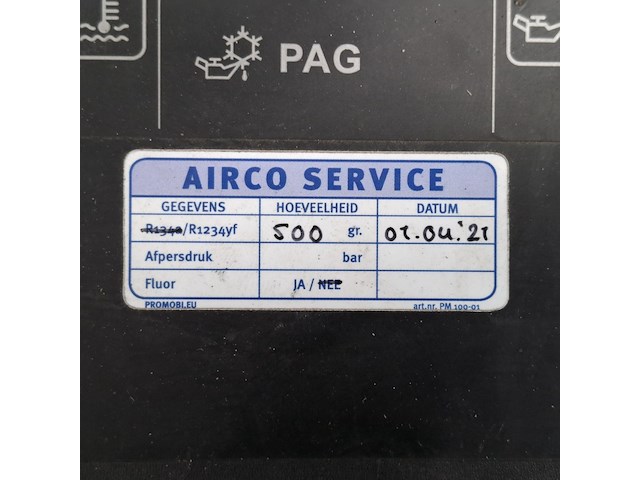 PAG
AIRCO SERVICE
GEGEVENS HOEVEELHEID DATUM
R134a/R1234yf 500 gr. 01.04.'21
Afpersdruk bar
Fluor JA / NEE
PROMOBI.EU art.nr. PM 100-01